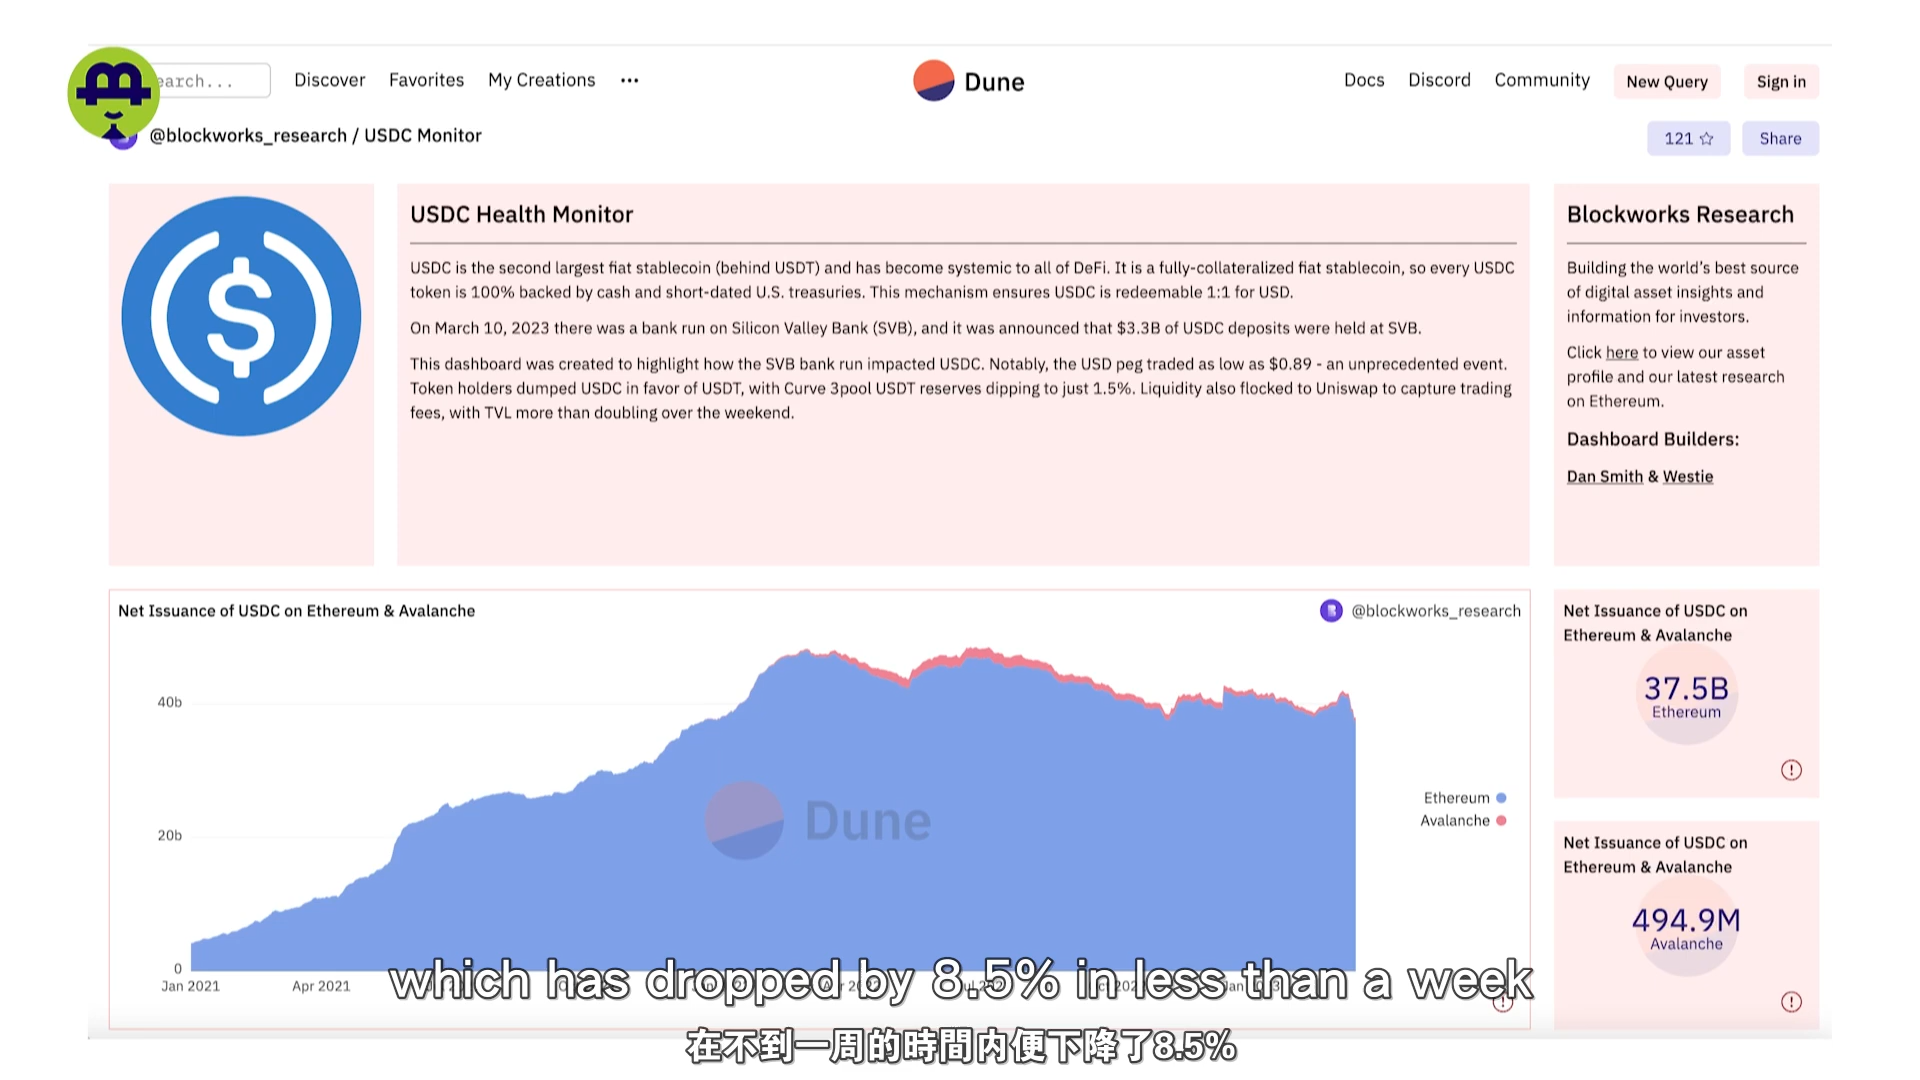 earch...
Discover
Favorites
My Creations
Dune
Docs
Discord
Community
New Query
Sign in
@blockworks_research / USDC Monitor
121
Share
USDC Health Monitor
USDC is the second largest fiat stablecoin (behind USDT) and has become systemic to all of DeFi. It is a fully-collateralized fiat stablecoin, so every USDC
token is 100% backed by cash and short-dated U.S. treasuries. This mechanism ensures USDC is redeemable 1:1 for USD.
On March 10, 2023 there was a bank run on Silicon Valley Bank (SVB), and it was announced that $3.3B of USDC deposits were held at SVB.
This dashboard was created to highlight how the SVB bank run impacted USDC. Notably, the USD peg traded as low as $0.89 - an unprecedented event.
Token holders dumped USDC in favor of USDT, with Curve 3pool USDT reserves dipping to just 1.5%. Liquidity also flocked to Uniswap to capture trading
fees, with TVL more than doubling over the weekend.
Blockworks Research
Building the world's best source
of digital asset insights and
information for investors.
Click here to view our asset
profile and our latest research
on Ethereum.
Dashboard Builders:
Dan Smith & Westie
Net Issuance of USDC on Ethereum & Avalanche
@blockworks_research
40b
20b
0
Dune
Ethereum
Avalanche
Jan 2021
Apr 2021
Net Issuance of USDC on
Ethereum & Avalanche
37.5B
Ethereum
Net Issuance of USDC on
Ethereum & Avalanche
494.9M
Avalanche
which has dropped by 8.5% in less than a week
在不到一周的時間内便下降了8.5%